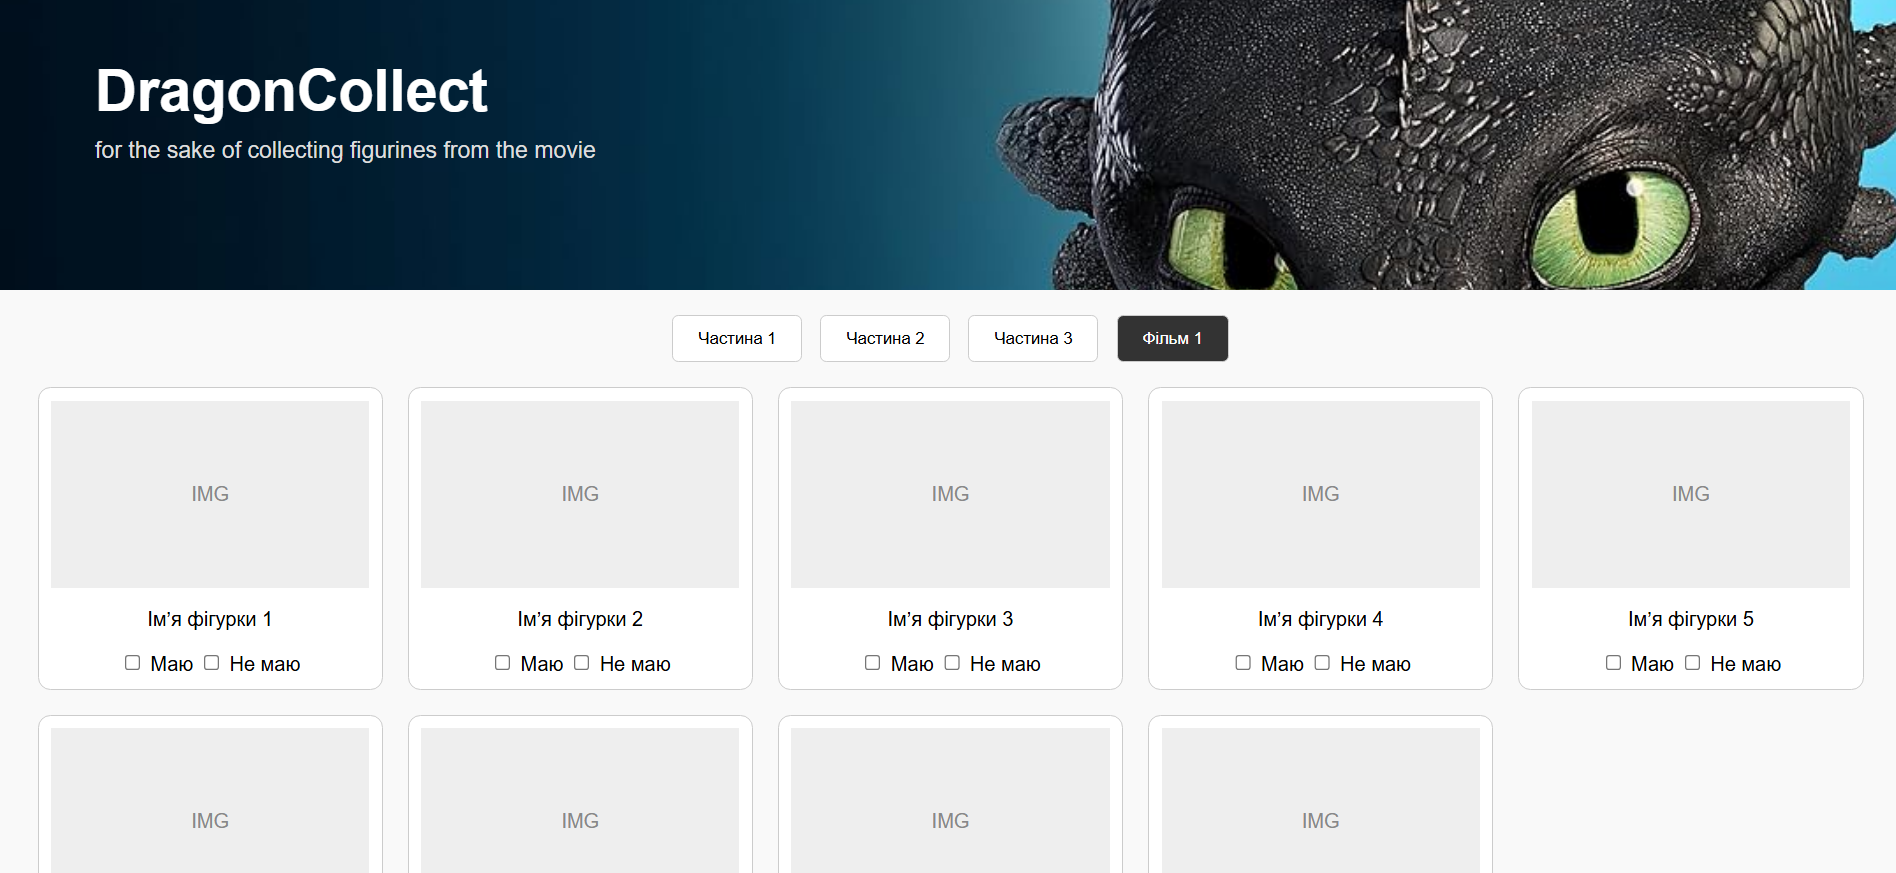 DragonCollect
for the sake of collecting figurines from the movie
Частина 1 Частина 2 Частина 3 Фільм 1
IMG IMG IMG IMG IMG
Ім’я фігурки 1 Ім’я фігурки 2 Ім’я фігурки 3 Ім’я фігурки 4 Ім’я фігурки 5
Маю Не маю Маю Не маю Маю Не маю Маю Не маю Маю Не маю
IMG IMG IMG IMG